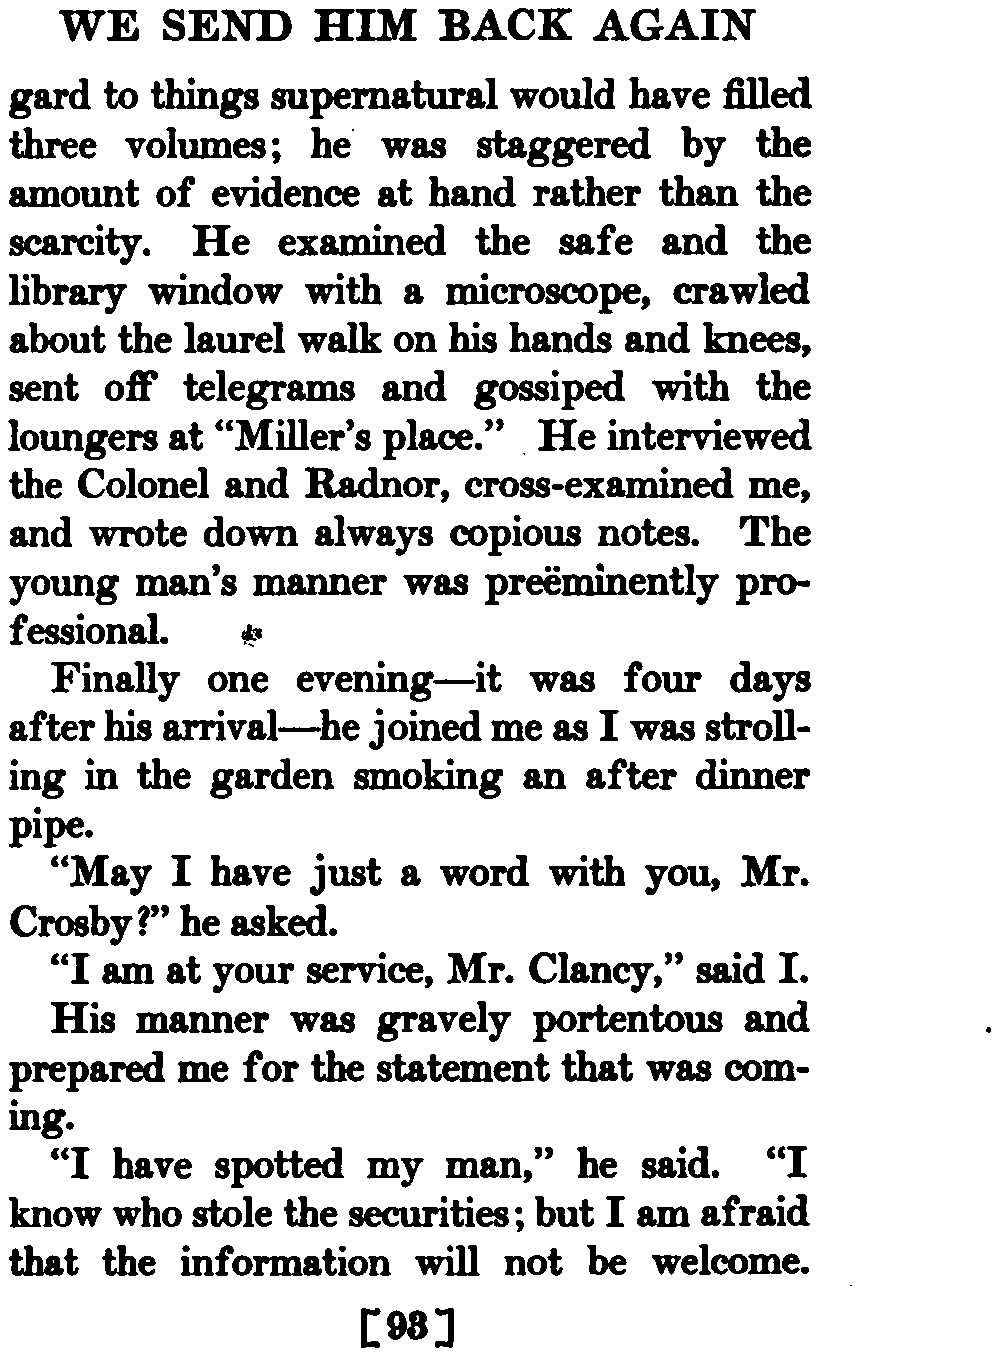 WE SEND HIM BACK AGAIN
gard to things supernatural would have filled
three volumes; he was staggered by the
amount of evidence at hand rather than the
scarcity. He examined the safe and the
library window with a microscope, crawled
about the laurel walk on his hands and knees,
sent off telegrams and gossiped with the
loungers at “Miller’s place.” He interviewed
the Colonel and Radnor, cross-examined me,
and wrote down always copious notes. The
young man’s manner was preëminently pro-
fessional.
Finally one evening—it was four days
after his arrival—he joined me as I was stroll-
ing in the garden smoking an after dinner
pipe.
“May I have just a word with you, Mr.
Crosby?” he asked.
“I am at your service, Mr. Clancy,” said I.
His manner was gravely portentous and
prepared me for the statement that was com-
ing.
“I have spotted my man,” he said. “I
know who stole the securities; but I am afraid
that the information will not be welcome.
[93]